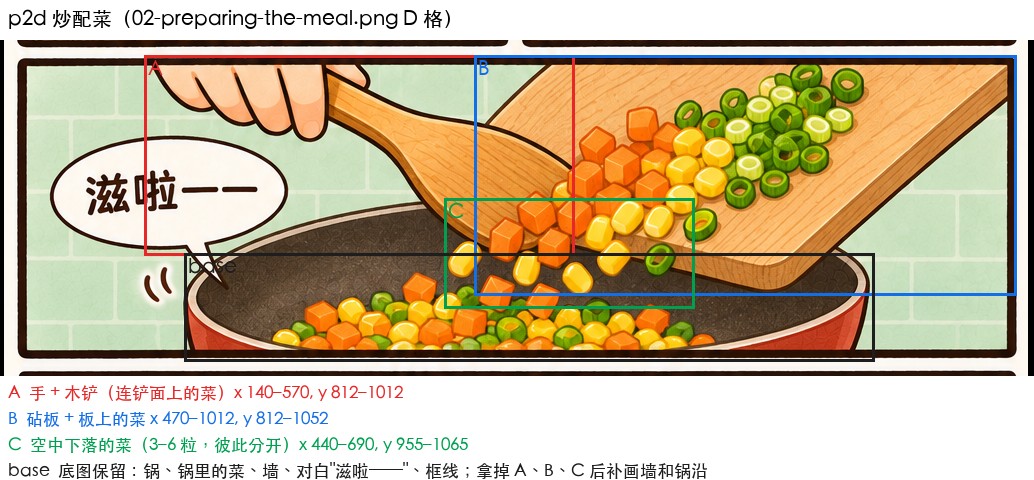 p2d 炒配菜（02-preparing-the-meal.png D 格）
A
B
滋啦——
C
base
A 手 + 木铲（连铲面上的菜）x 140–570, y 812–1012
B 砧板 + 板上的菜 x 470–1012, y 812–1052
C 空中下落的菜（3–6 粒，彼此分开）x 440–690, y 955–1065
base 底图保留：锅、锅里的菜、墙、对白"滋啦——"、框线；拿掉 A、B、C 后补画墙和锅沿